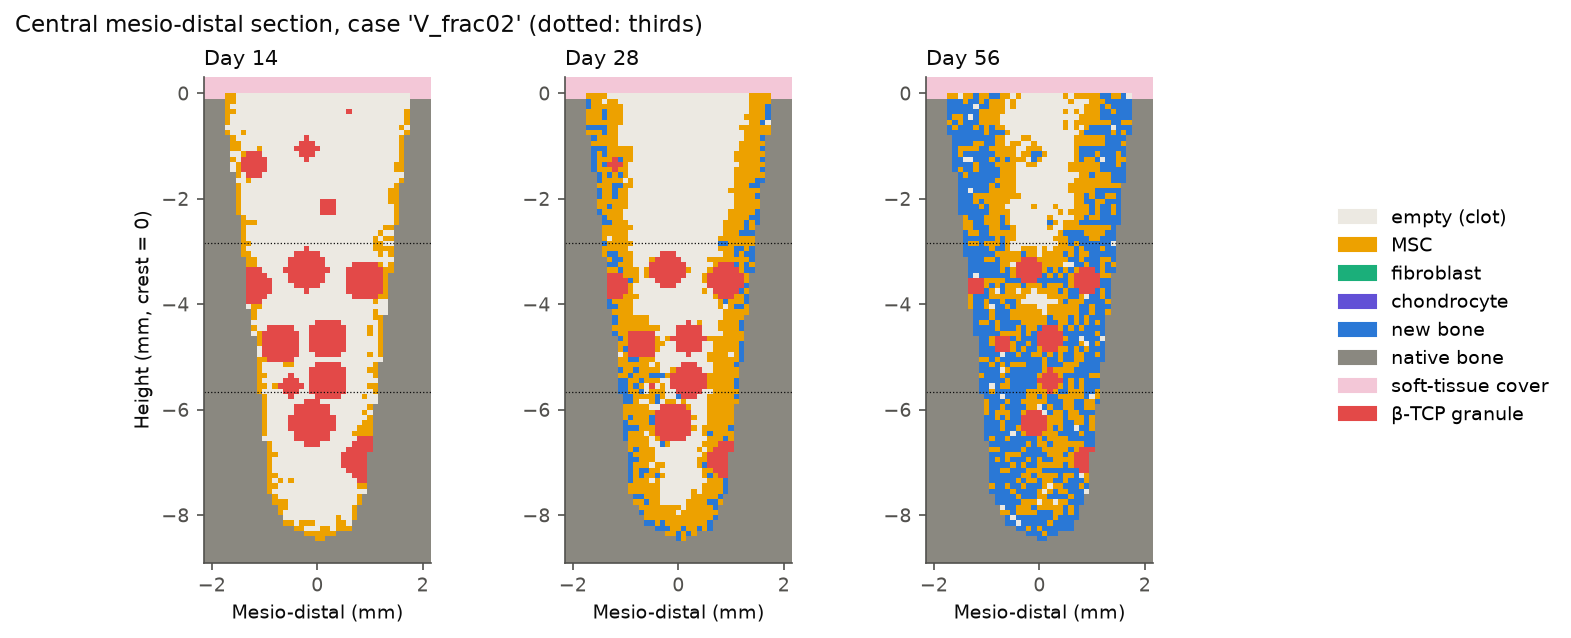 Central mesio-distal section, case 'V_frac02' (dotted: thirds)
Day 14
Day 28
Day 56
Height (mm, crest = 0)
0
−2
−4
−6
−8
0
−2
−4
−6
−8
0
−2
−4
−6
−8
−2 0 2
−2 0 2
−2 0 2
Mesio-distal (mm)
Mesio-distal (mm)
Mesio-distal (mm)
empty (clot)
MSC
fibroblast
chondrocyte
new bone
native bone
soft-tissue cover
β-TCP granule